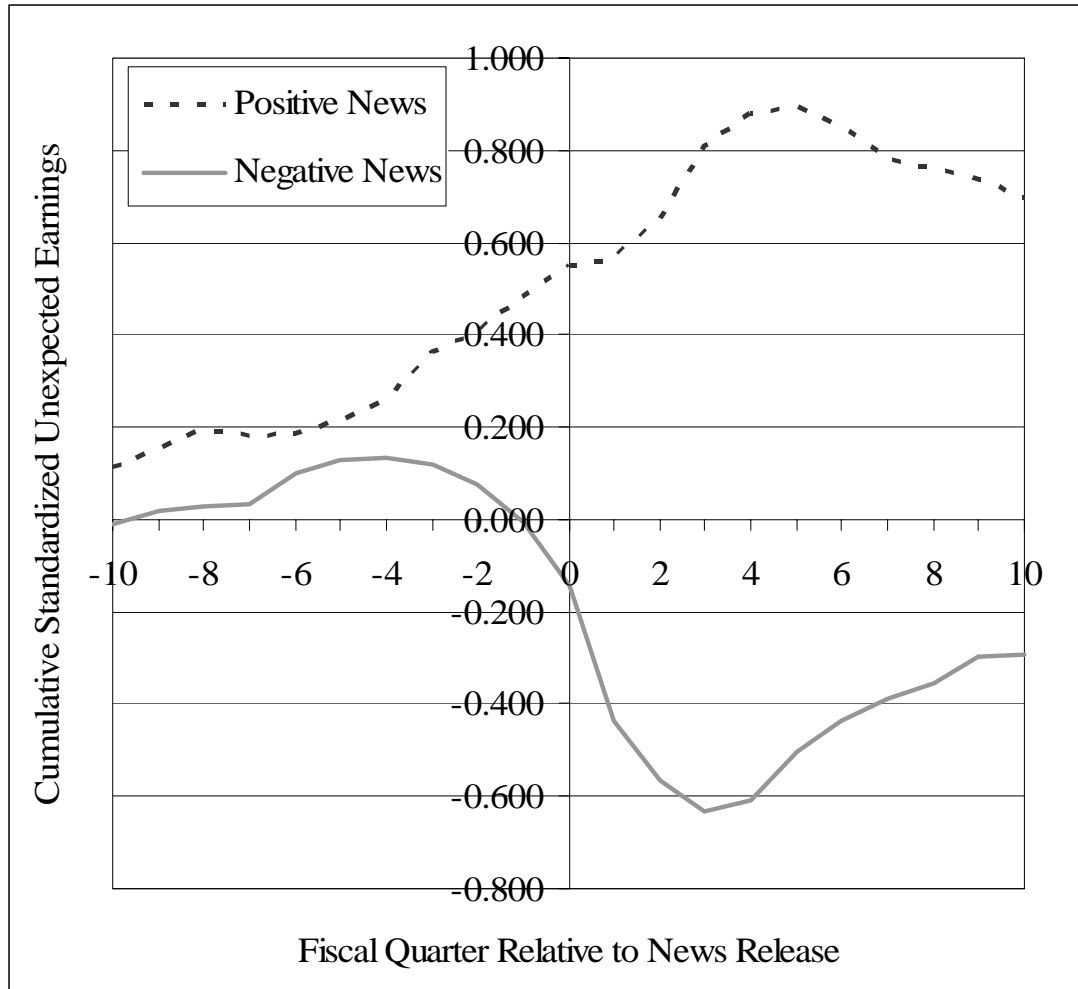 1.000
Positive News
Negative News
0.800
0.600
0.400
0.200
0.000
-10 -8 -6 -4 -2 0 2 4 6 8 10
-0.200
-0.400
-0.600
-0.800
Cumulative Standardized Unexpected Earnings
Fiscal Quarter Relative to News Release